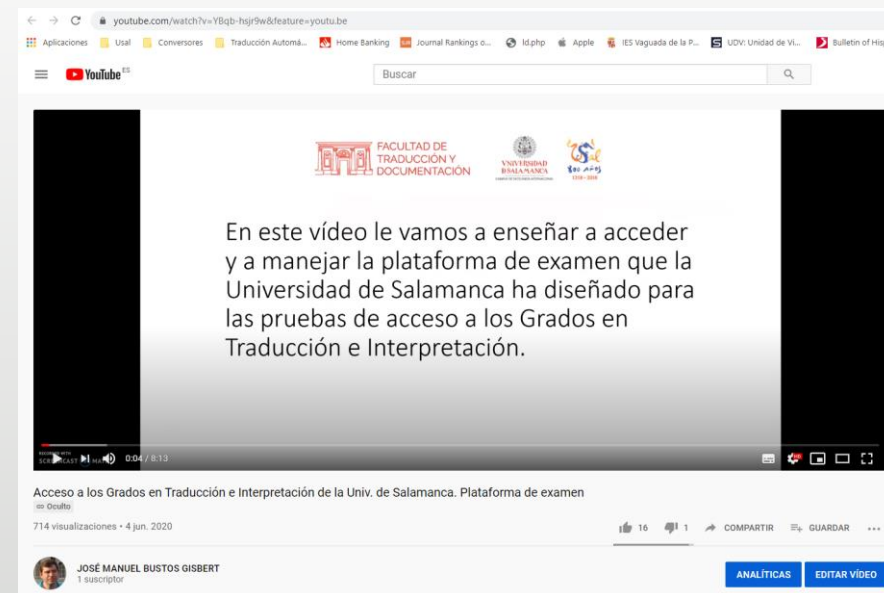 youtube.com/watch?v=YBqb-hsjr9w&feature=youtu.be
Aplicaciones Usal Conversores Traducción Automá... Home Banking Journal Rankings o... ld.php Apple IES Vaguada de la P... UDV: Unidad de Vi... Bulletin of His
YouTube ES
Buscar
FACULTAD DE
TRADUCCIÓN Y
DOCUMENTACIÓN
VNiVERSiDAD
D SALAMANCA
800 AÑOS
1218 - 2018
En este vídeo le vamos a enseñar a acceder
y a manejar la plataforma de examen que la
Universidad de Salamanca ha diseñado para
las pruebas de acceso a los Grados en
Traducción e Interpretación.
0:04 / 8:13
Acceso a los Grados en Traducción e Interpretación de la Univ. de Salamanca. Plataforma de examen
Oculto
714 visualizaciones • 4 jun. 2020
16 1 COMPARTIR GUARDAR
JOSÉ MANUEL BUSTOS GISBERT
1 suscriptor
ANALÍTICAS EDITAR VÍDEO